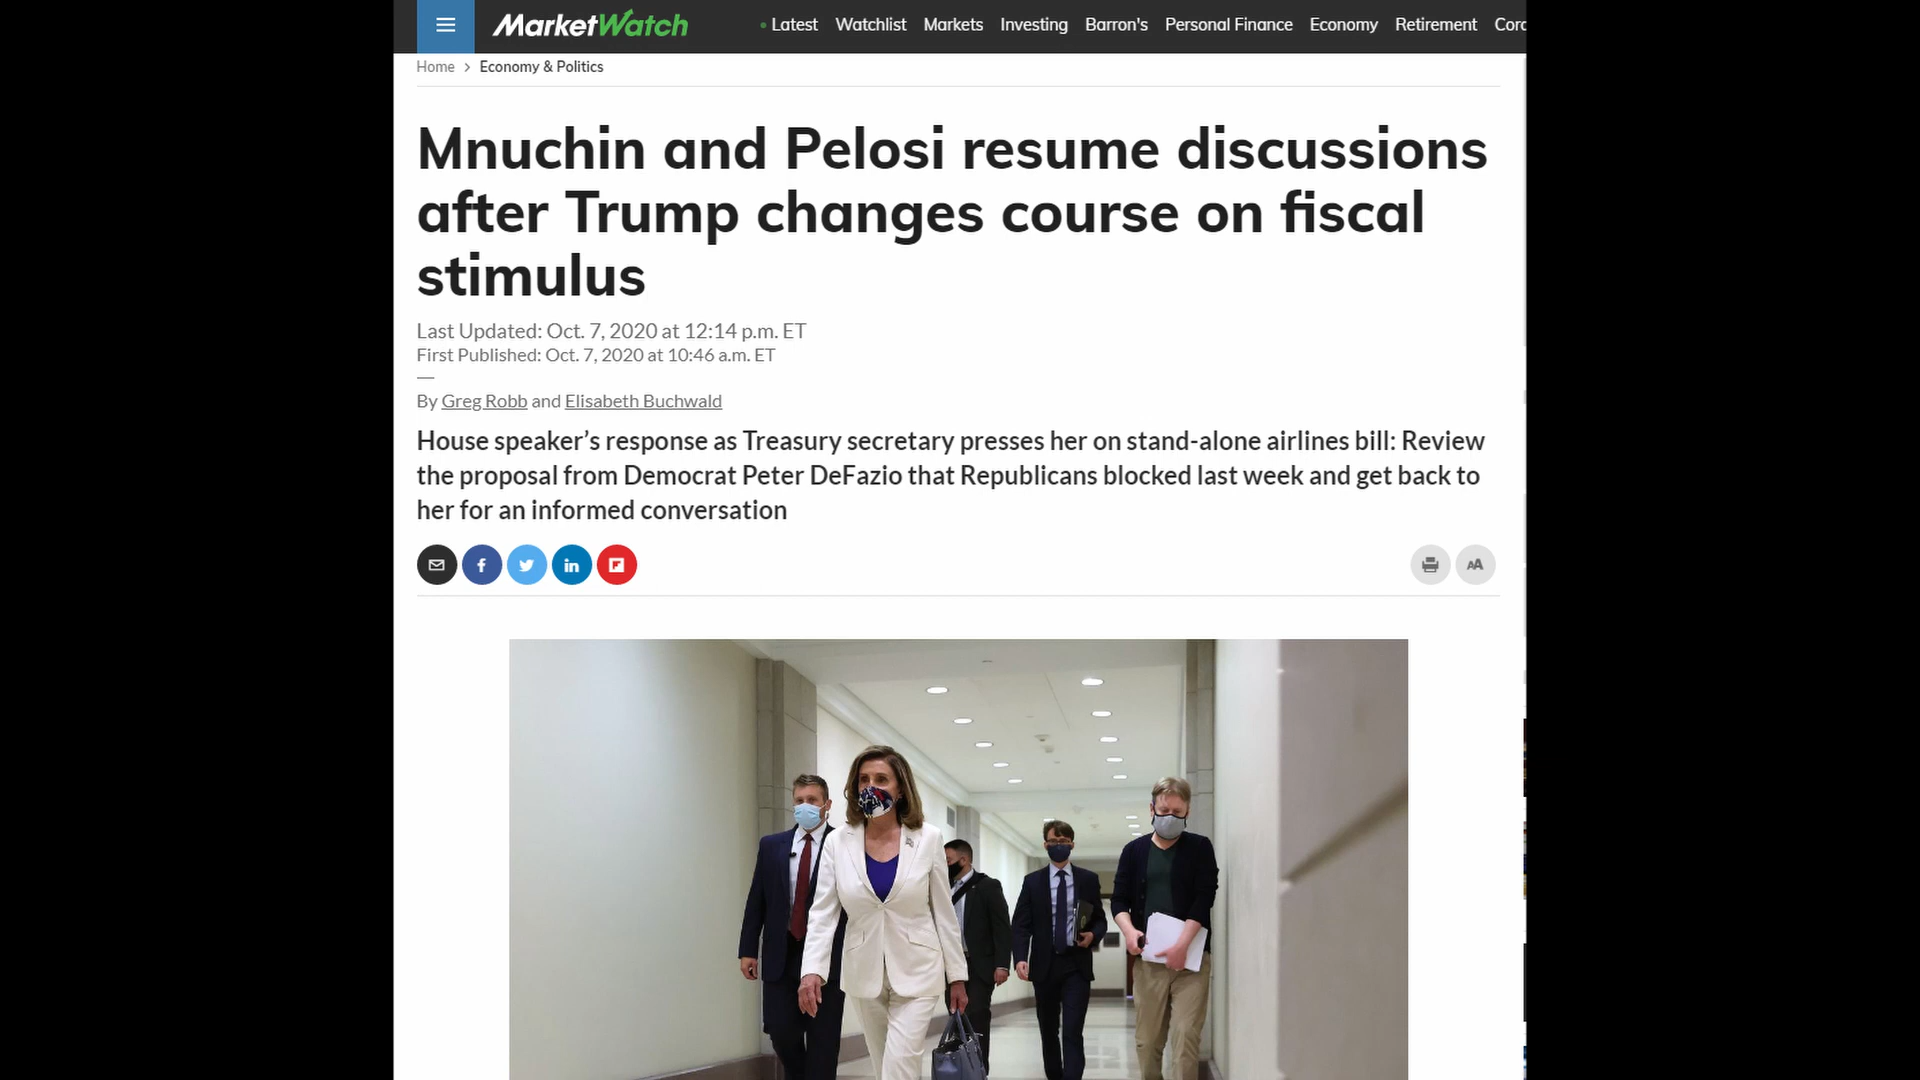 MarketWatch
Latest Watchlist Markets Investing Barron's Personal Finance Economy Retirement
Home > Economy & Politics
Mnuchin and Pelosi resume discussions
after Trump changes course on fiscal
stimulus
Last Updated: Oct. 7, 2020 at 12:14 p.m. ET
First Published: Oct. 7, 2020 at 10:46 a.m. ET
—
By Greg Robb and Elisabeth Buchwald
House speaker’s response as Treasury secretary presses her on stand-alone airlines bill: Review
the proposal from Democrat Peter DeFazio that Republicans blocked last week and get back to
her for an informed conversation
f in AA